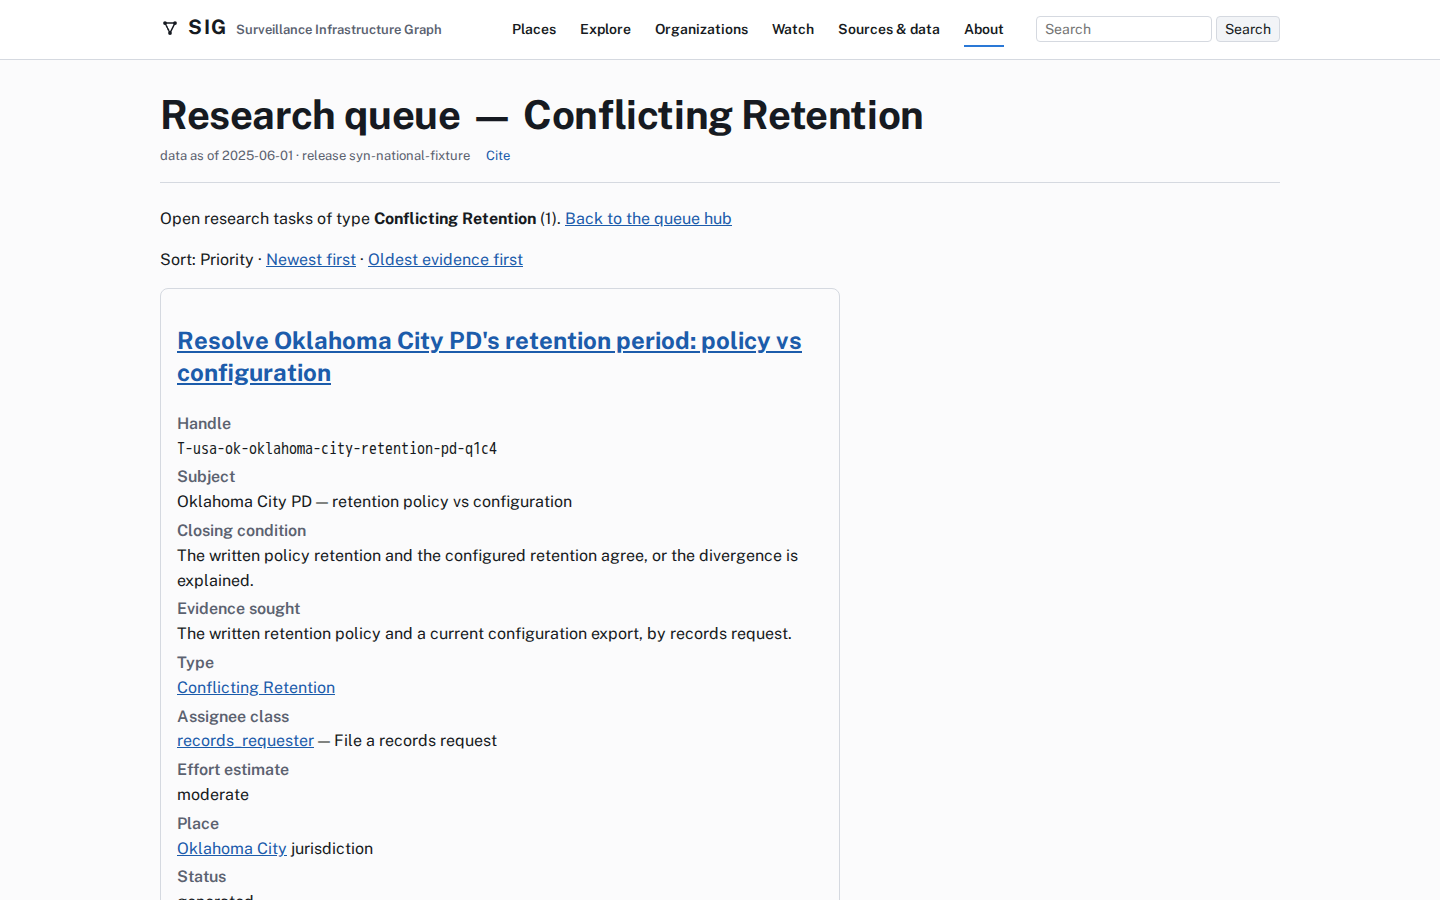 SIG Surveillance Infrastructure Graph Places Explore Organizations Watch Sources & data About Search Search
Research queue — Conflicting Retention
data as of 2025-06-01 · release syn-national-fixture Cite
Open research tasks of type Conflicting Retention (1). Back to the queue hub
Sort: Priority · Newest first · Oldest evidence first
Resolve Oklahoma City PD's retention period: policy vs
configuration
Handle
T-usa-ok-oklahoma-city-retention-pd-q1c4
Subject
Oklahoma City PD — retention policy vs configuration
Closing condition
The written policy retention and the configured retention agree, or the divergence is
explained.
Evidence sought
The written retention policy and a current configuration export, by records request.
Type
Conflicting Retention
Assignee class
records_requester — File a records request
Effort estimate
moderate
Place
Oklahoma City jurisdiction
Status